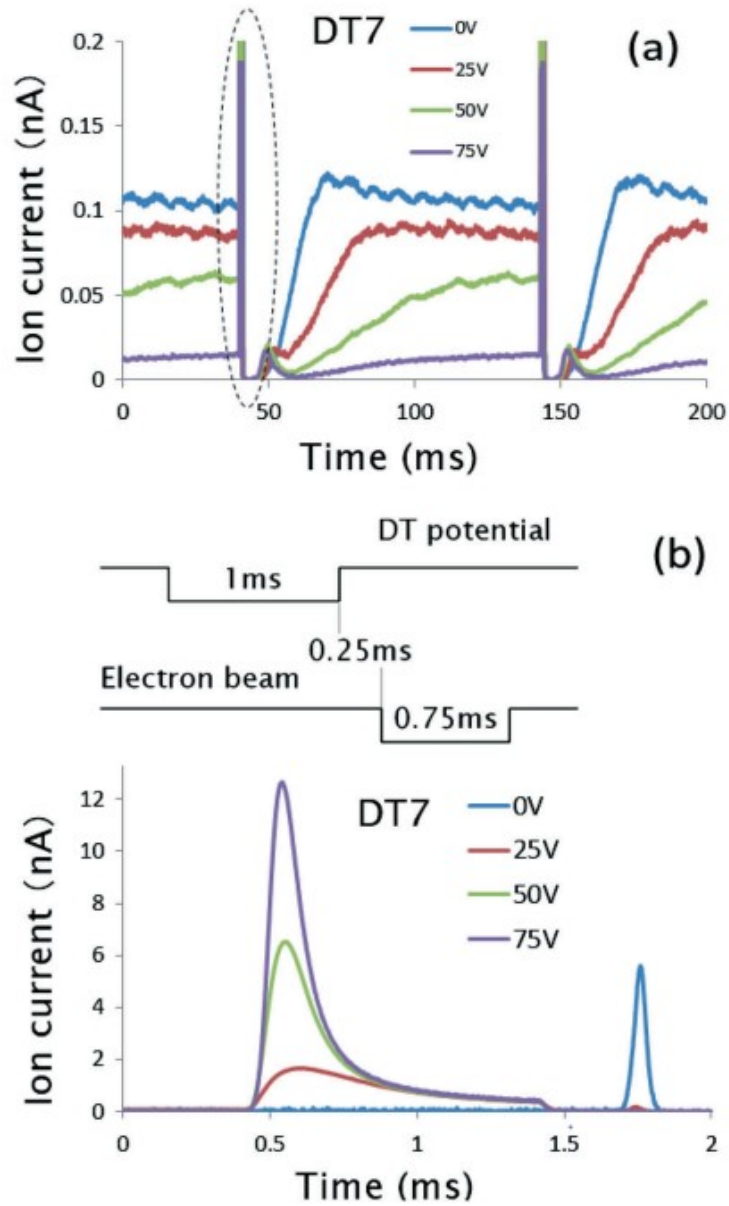 DT7
(a)
0V
25V
50V
75V
Ion current (nA)
0.2
0.15
0.1
0.05
0
0
50
100
150
200
Time (ms)
DT potential
(b)
1ms
0.25ms
Electron beam
0.75ms
DT7
0V
25V
50V
75V
Ion current (nA)
12
10
8
6
4
2
0
0
0.5
1
1.5
2
Time (ms)